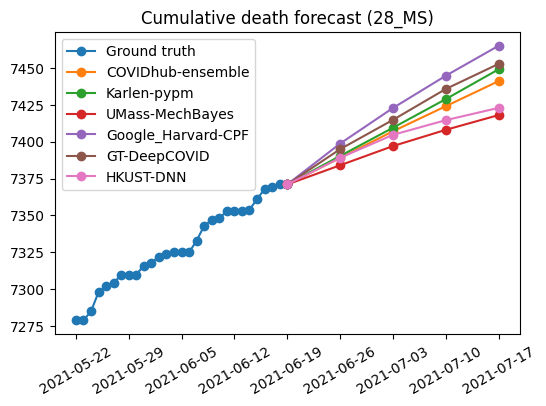 Cumulative death forecast (28_MS)
Ground truth
COVIDhub-ensemble
Karlen-pypm
UMass-MechBayes
Google_Harvard-CPF
GT-DeepCOVID
HKUST-DNN
7450
7425
7400
7375
7350
7325
7300
7275
2021-05-22
2021-05-29
2021-06-05
2021-06-12
2021-06-19
2021-06-26
2021-07-03
2021-07-10
2021-07-17